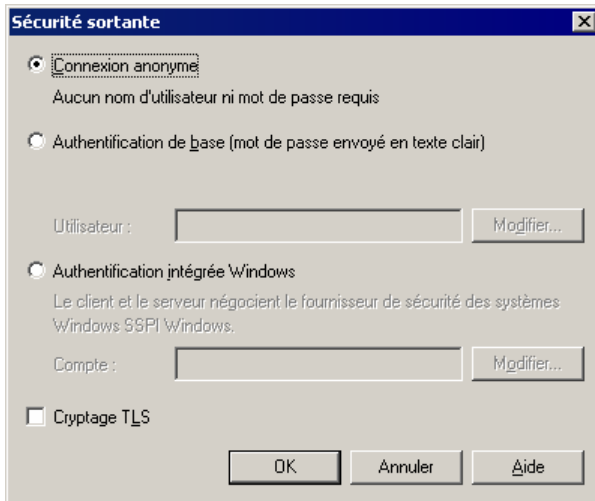 Sécurité sortante
Connexion anonyme
Aucun nom d'utilisateur ni mot de passe requis
Authentification de base (mot de passe envoyé en texte clair)
Utilisateur :
Modifier...
Authentification intégrée Windows
Le client et le serveur négocient le fournisseur de sécurité des systèmes
Windows SSPI Windows.
Compte :
Modifier...
Cryptage TLS
OK
Annuler
Aide